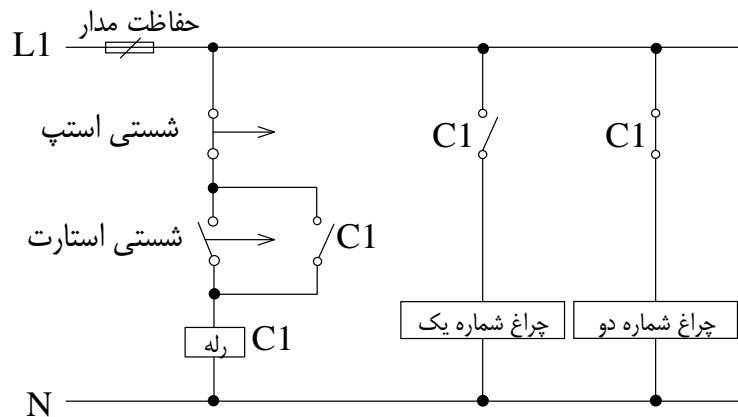 حفاظت مدار
L1
شستی استپ
C1
C1
شستی استارت
C1
چراغ شماره یک
چراغ شماره دو
رله
C1
N